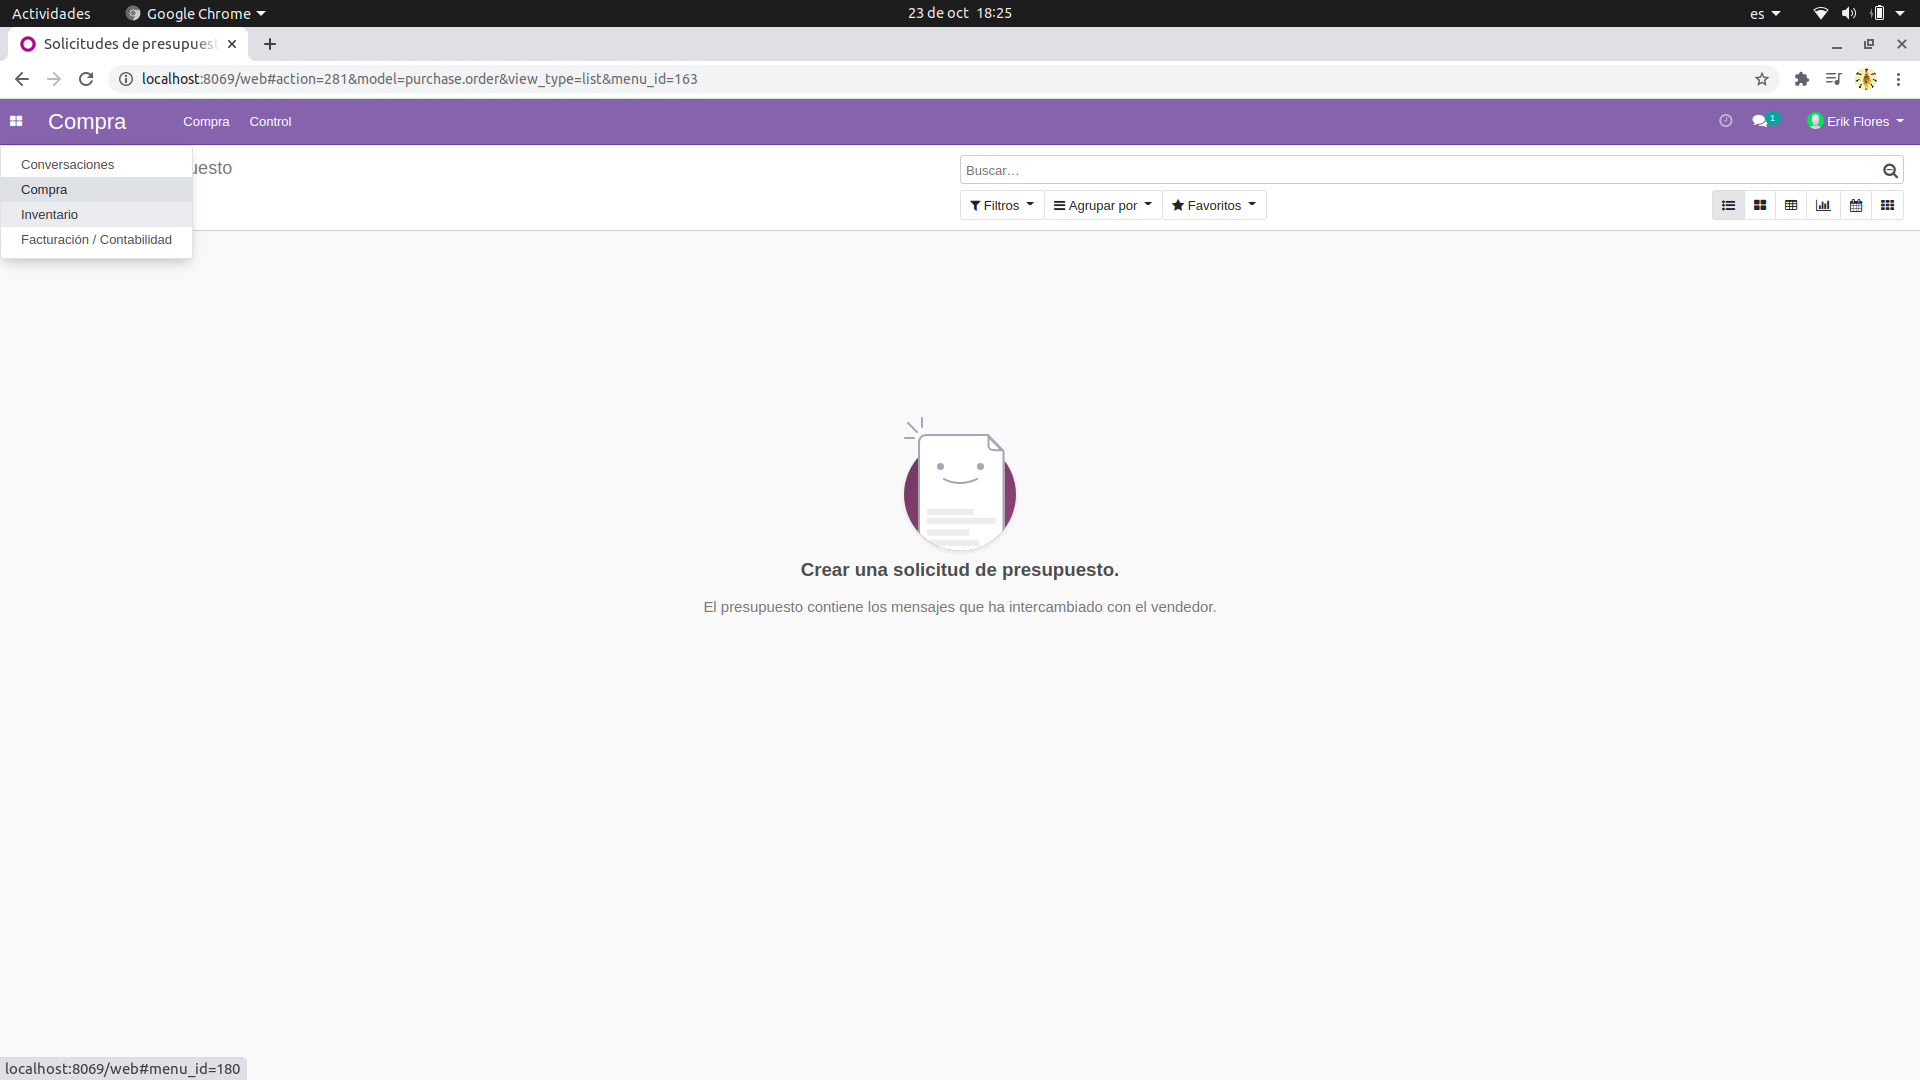 Actividades
Google Chrome
23 de oct 18:25
es
Solicitudes de presupuest
localhost:8069/web#action=281&model=purchase.order&view_type=list&menu_id=163
Compra
Compra
Control
1
Erik Flores
Conversaciones
Compra
Inventario
Facturación / Contabilidad
uesto
Buscar...
Filtros
Agrupar por
Favoritos
Crear una solicitud de presupuesto.
El presupuesto contiene los mensajes que ha intercambiado con el vendedor.
localhost:8069/web#menu_id=180